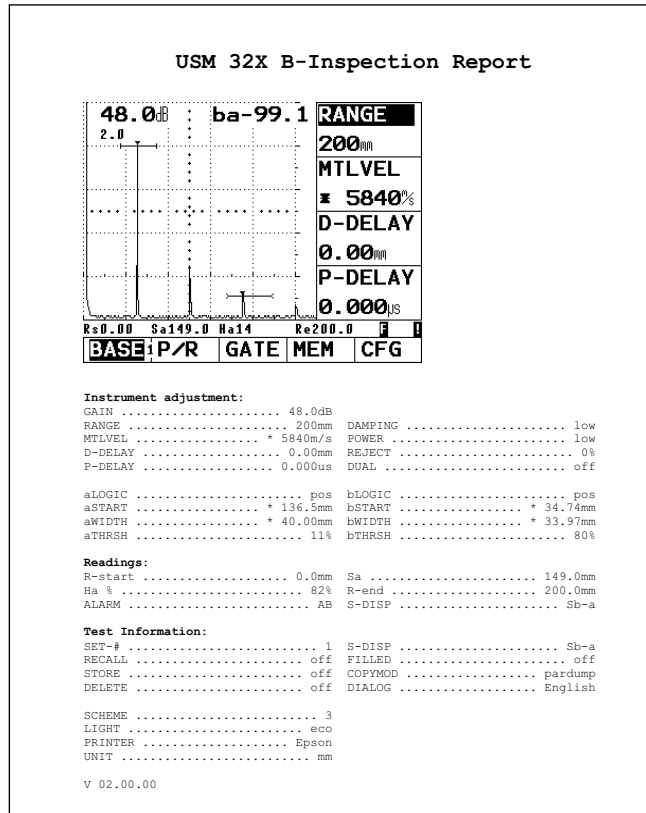 USM 32X B-Inspection Report
48.0dB ba-99.1 RANGE
2.0
200mm
MTLVEL
5840m/s
D-DELAY
0.00mm
P-DELAY
0.000µs
Rs0.00 Sa149.0 Ha14 Re200.0 F !
BASE 1 P/R GATE MEM CFG
Instrument adjustment:
GAIN ...................... 48.0dB
RANGE ...................... 200mm DAMPING ...................... low
MTLVEL ................. * 5840m/s POWER ........................ low
D-DELAY ................... 0.00mm REJECT ........................ 0%
P-DELAY .................. 0.000us DUAL ......................... off
aLOGIC ....................... pos bLOGIC ....................... pos
aSTART ................. * 136.5mm bSTART ................. * 34.74mm
aWIDTH ................. * 40.00mm bWIDTH ................. * 33.97mm
aTHRSH ....................... 11% bTHRSH ....................... 80%
Readings:
R-start .................... 0.0mm Sa ....................... 149.0mm
Ha % ......................... 82% R-end .................... 200.0mm
ALARM ......................... AB S-DISP ...................... Sb-a
Test Information:
SET-# .......................... 1 S-DISP ...................... Sb-a
RECALL ....................... off FILLED ....................... off
STORE ........................ off COPYMOD .................. pardump
DELETE ....................... off DIALOG ................... English
SCHEME ......................... 3
LIGHT ........................ eco
PRINTER .................... Epson
UNIT .......................... mm
V 02.00.00